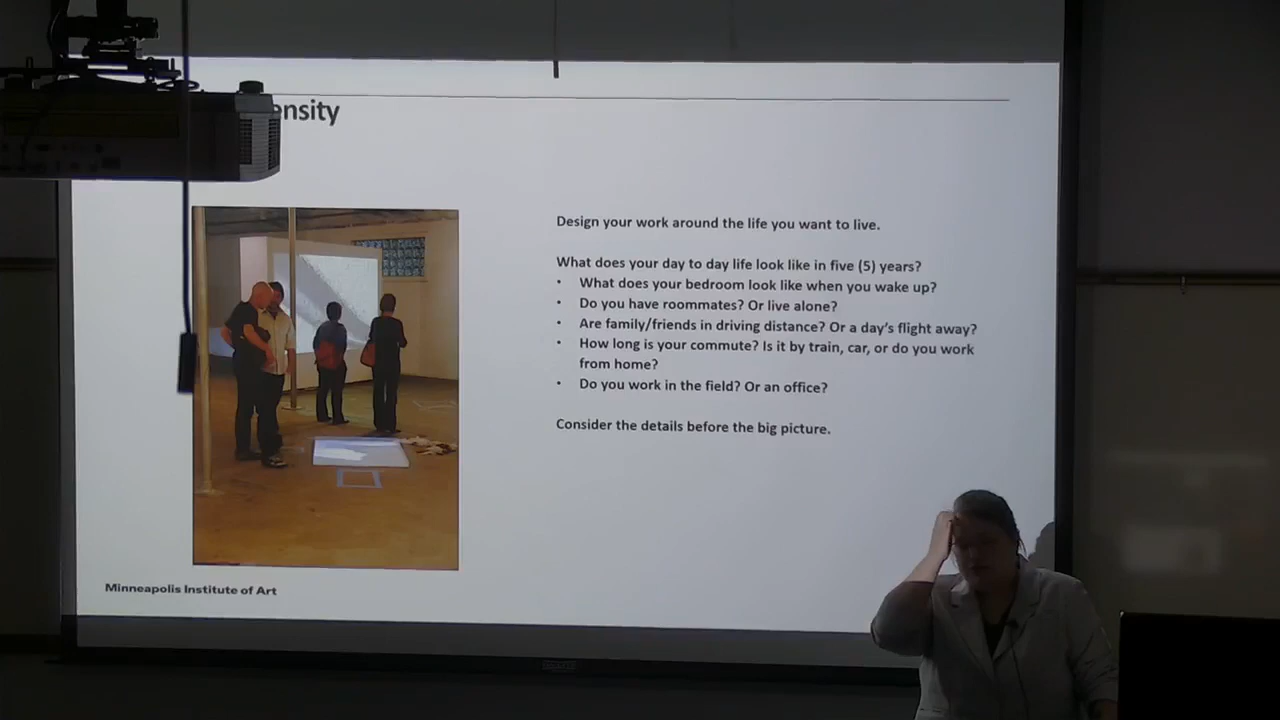 Design your work around the life you want to live.
What does your day to day life look like in five (5) years?
• What does your bedroom look like when you wake up?
• Do you have roommates? Or live alone?
• Are family/friends in driving distance? Or a day's flight away?
• How long is your commute? Is it by train, car, or do you work
from home?
• Do you work in the field? Or an office?
Consider the details before the big picture.
Minneapolis Institute of Art